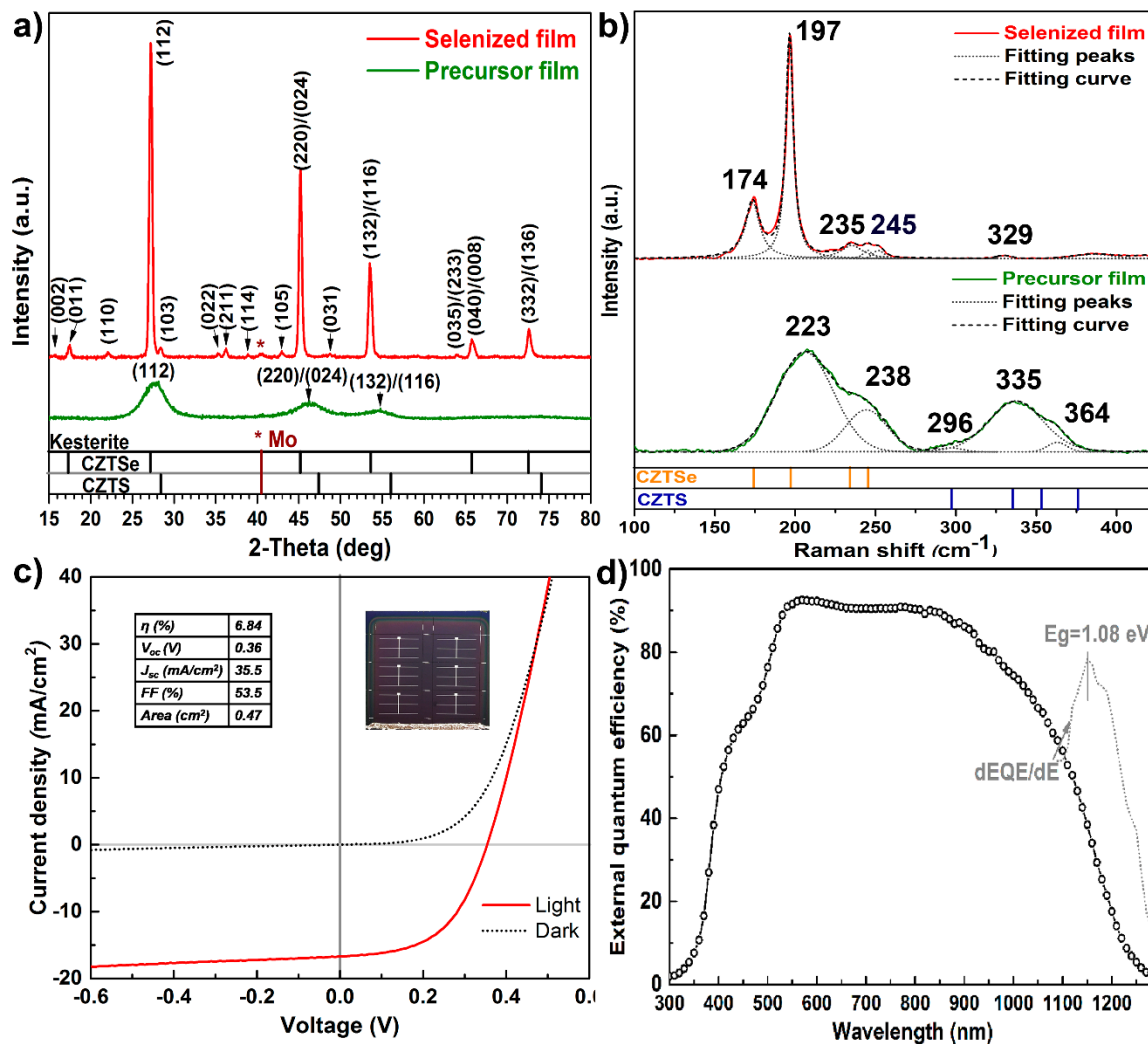 a)
Intensity (a.u.)
(112)
Selenized film
Precursor film
(220)/(024)
(132)/(116)
(002)
(011)
(110)
(103)
(022)
(211)
(114)
*
(105)
(031)
(035)/(233)
(040)/(008)
(332)/(136)
(112)
(220)/(024)
(132)/(116)
Kesterite
* Mo
CZTSe
CZTS
15 20 25 30 35 40 45 50 55 60 65 70 75 80
2-Theta (deg)
b)
Intensity (a.u.)
197
Selenized film
Fitting peaks
Fitting curve
174
235
245
329
Precursor film
Fitting peaks
Fitting curve
223
238
296
335
364
CZTSe
CZTS
100 150 200 250 300 350 400
Raman shift (cm⁻¹)
c)
Current density (mA/cm²)
40
30
20
10
0
-10
-20
η (%) 6.84
Voc (V) 0.36
Jsc (mA/cm²) 35.5
FF (%) 53.5
Area (cm²) 0.47
Light
Dark
-0.6 -0.4 -0.2 0.0 0.2 0.4
Voltage (V)
d)
External quantum efficiency (%)
100
90
80
70
60
50
40
30
20
10
0
Eg=1.08 eV
dEQE/dE
300 400 500 600 700 800 900 1000 1100 1200
Wavelength (nm)